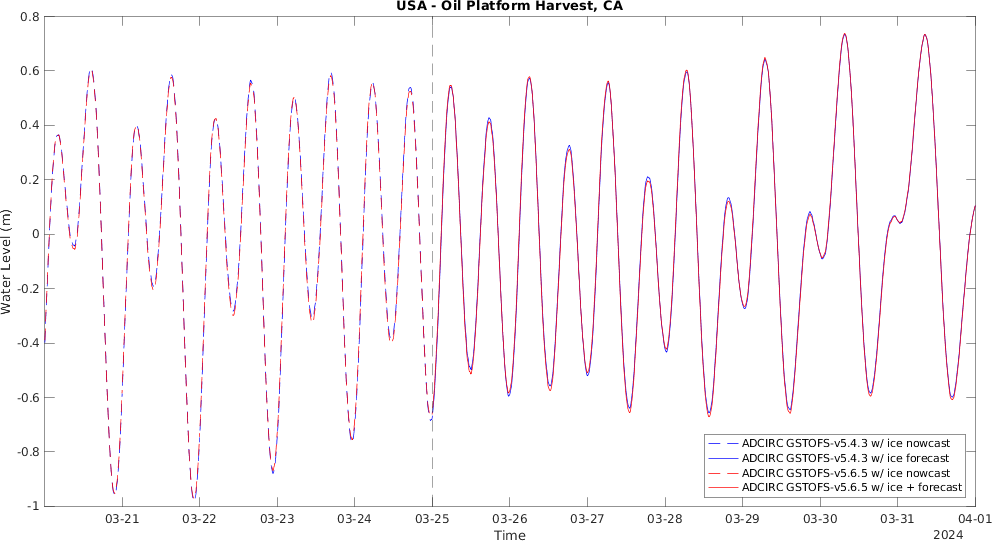 USA - Oil Platform Harvest, CA
0.8
0.6
0.4
0.2
0
-0.2
-0.4
-0.6
-0.8
-1
Water Level (m)
ADCIRC GSTOFS-v5.4.3 w/ ice nowcast
ADCIRC GSTOFS-v5.4.3 w/ ice forecast
ADCIRC GSTOFS-v5.6.5 w/ ice nowcast
ADCIRC GSTOFS-v5.6.5 w/ ice + forecast
03-21 03-22 03-23 03-24 03-25 03-26 03-27 03-28 03-29 03-30 03-31 04-01
Time
2024